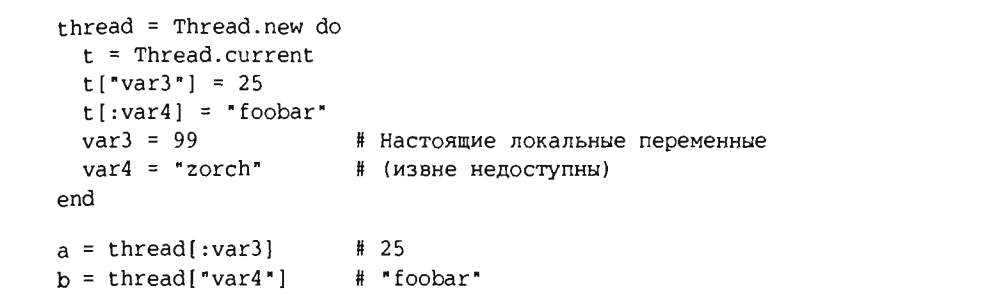 thread = Thread.new do
  t = Thread.current
  t["var3"] = 25
  t[:var4] = "foobar"
  var3 = 99             # Настоящие локальные переменные
  var4 = "zorch"        # (извне недоступны)
end

a = thread[:var3]       # 25
b = thread["var4"]      # "foobar"